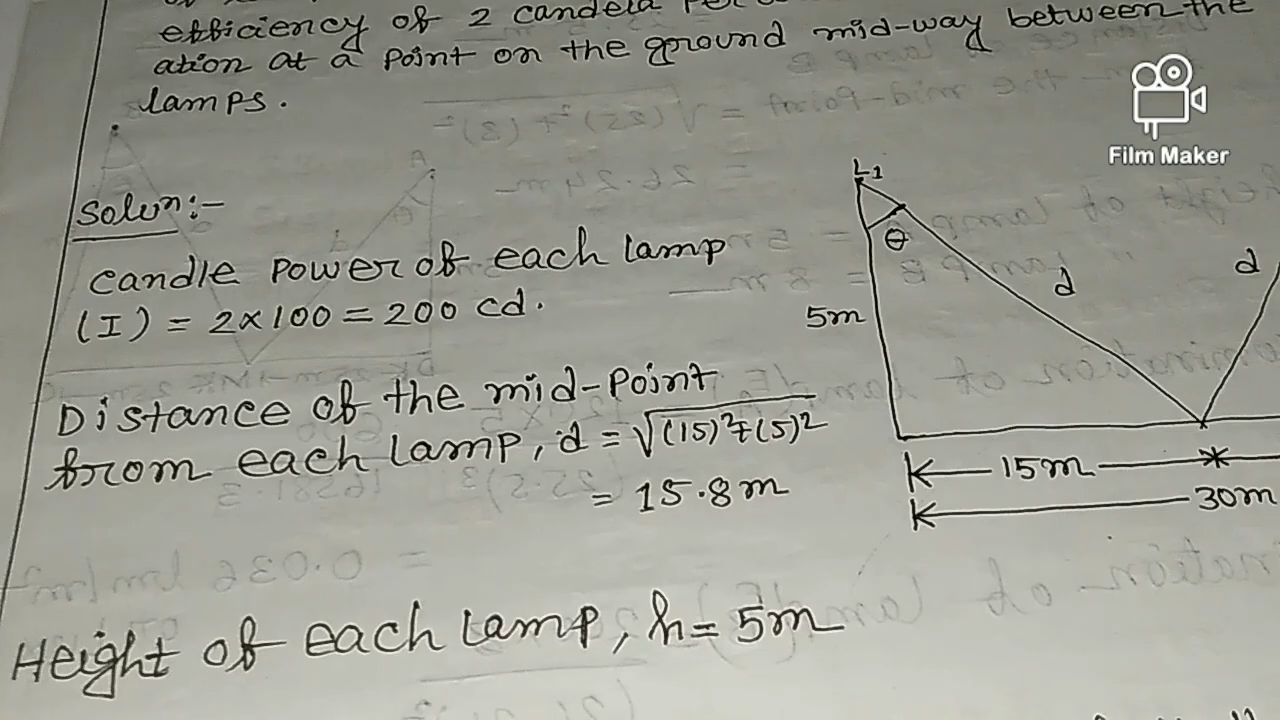 efficiency of 2 candela per
ation at a point on the ground mid-way between the
lamps.
Film Maker
Soluⁿ:-
candle power of each lamp
(I) = 2×100 = 200 cd.
Distance of the mid-point
from each lamp, d = √(15)²+(5)²
= 15.8m
Height of each lamp, h = 5m
L1
θ
d
d
5m
15m
30m